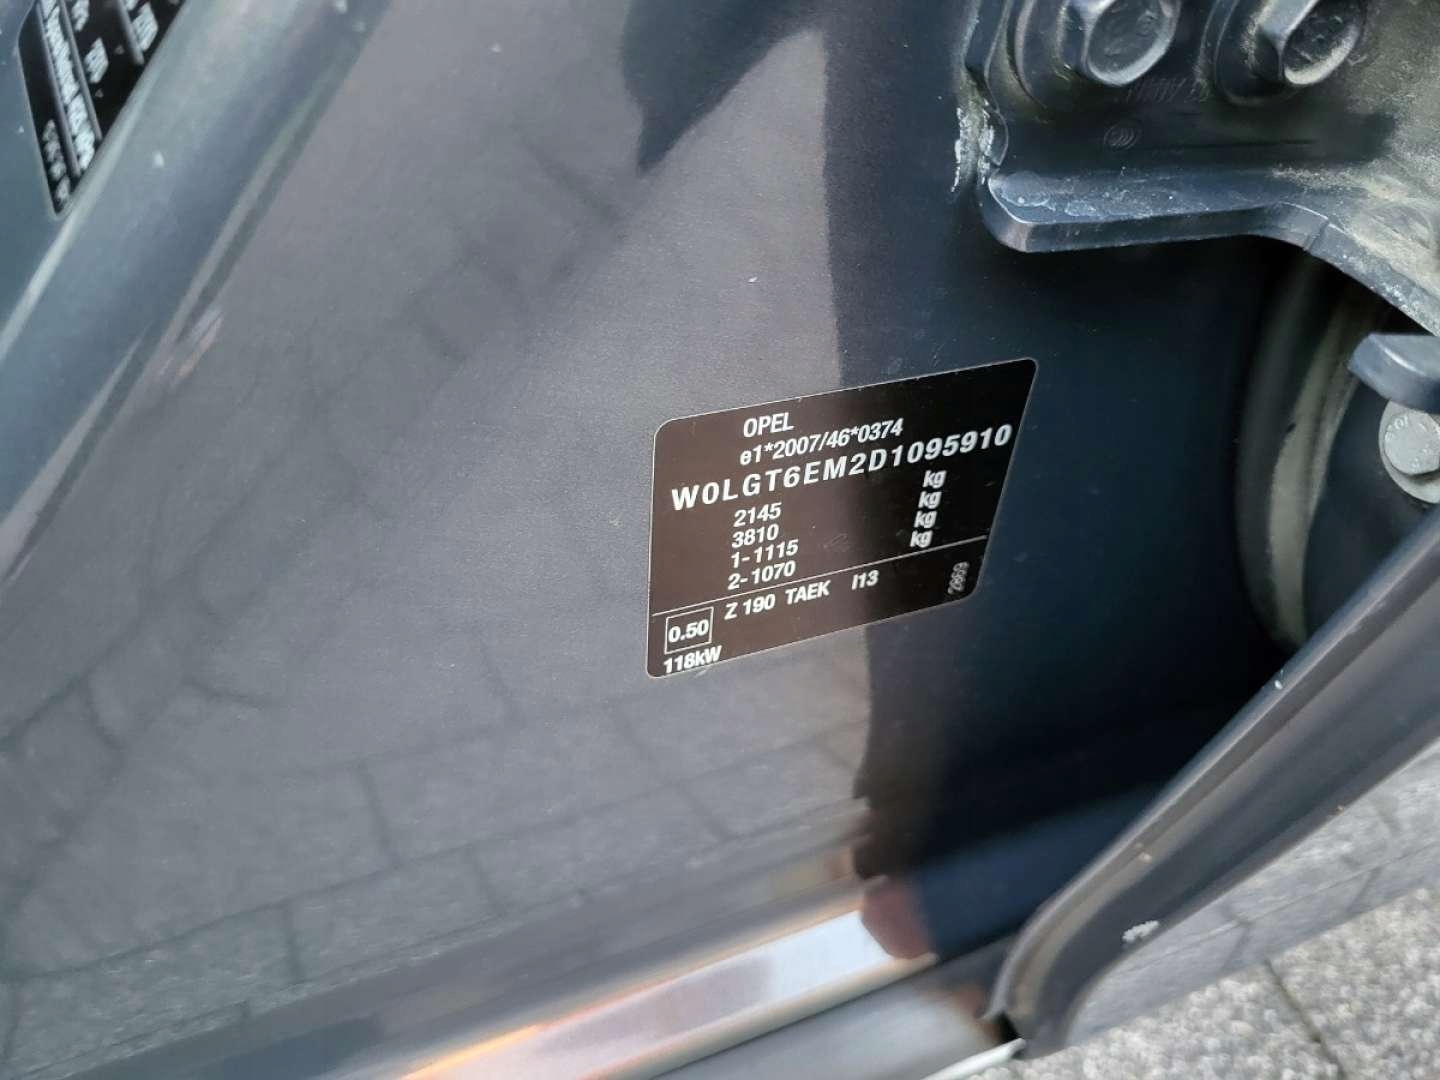 OPEL
e1*2007/46*0374
W0LGT6EM2D1095910
2145 kg
3810 kg
1-1115 kg
2-1070 kg
0.50 Z 190 TAEK I13 2869
118kW